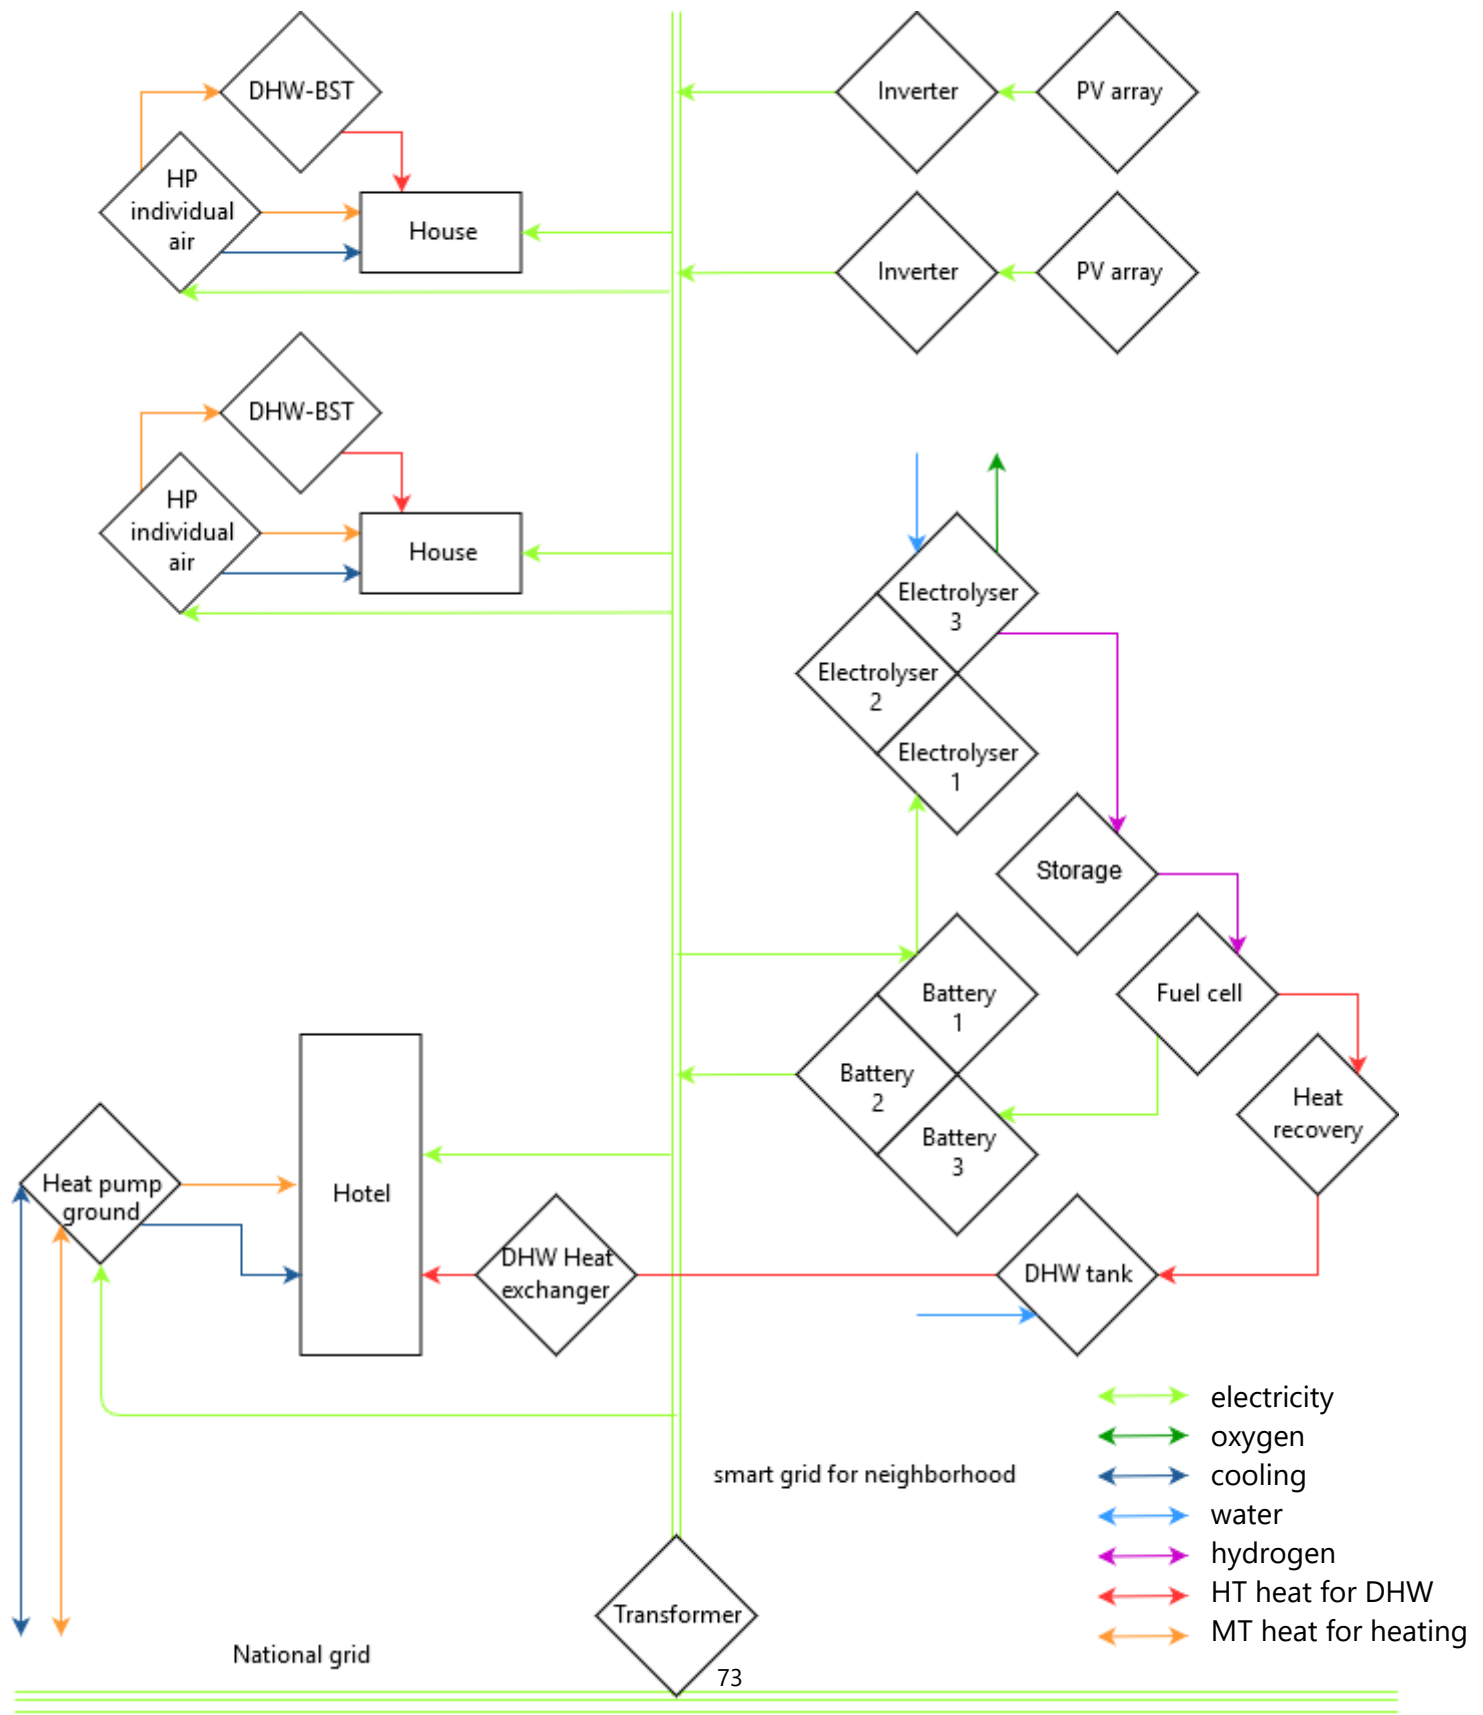 DHW-BST
Inverter
PV array
HP
individual
air
House
Inverter
PV array
DHW-BST
HP
individual
air
House
Electrolyser
3
Electrolyser
2
Electrolyser
1
Storage
Battery
1
Fuel cell
Battery
2
Battery
3
Heat
recovery
Heat pump
ground
Hotel
DHW Heat
exchanger
DHW tank
electricity
oxygen
cooling
water
hydrogen
HT heat for DHW
MT heat for heating
smart grid for neighborhood
Transformer
National grid
73